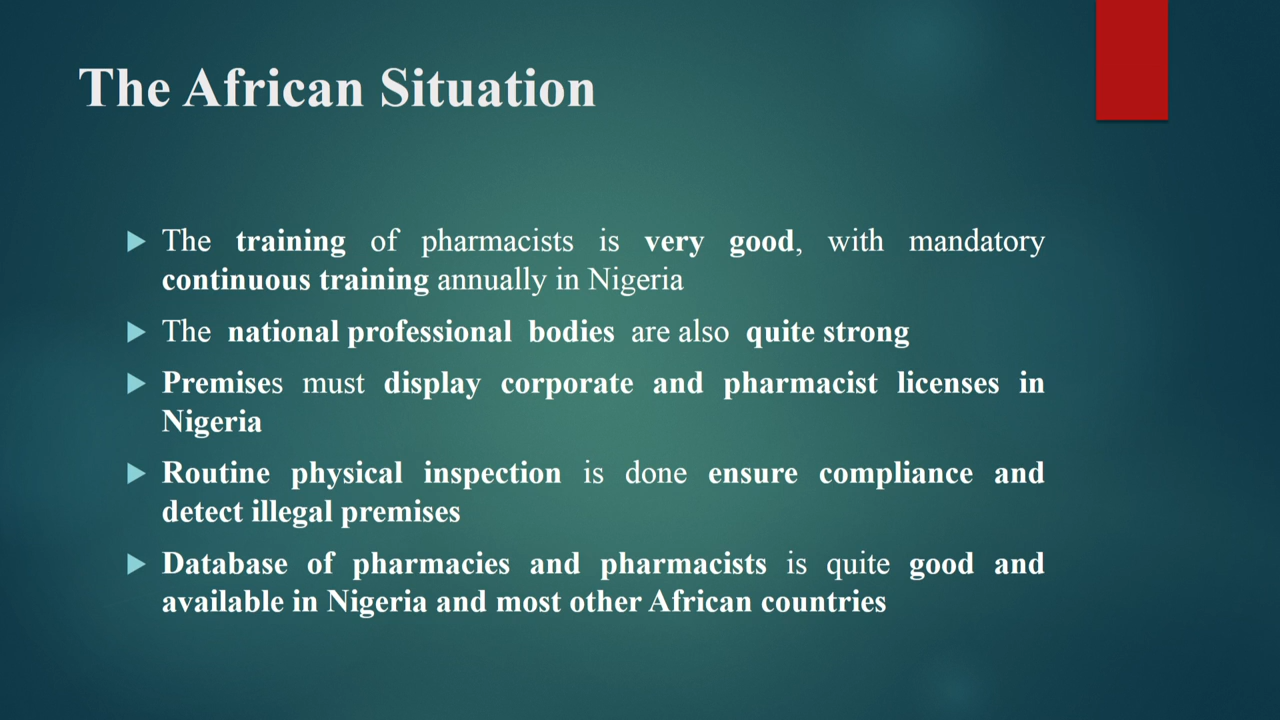 The African Situation
The training of pharmacists is very good, with mandatory
continuous training annually in Nigeria
The national professional bodies are also quite strong
Premises must display corporate and pharmacist licenses in
Nigeria
Routine physical inspection is done ensure compliance and
detect illegal premises
Database of pharmacies and pharmacists is quite good and
available in Nigeria and most other African countries